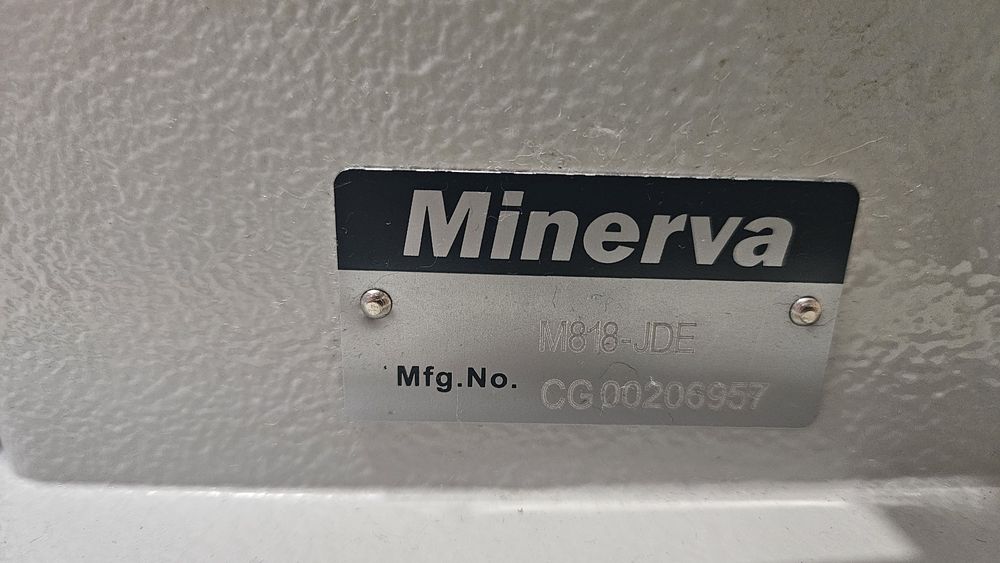 Minerva
M818-JDE
Mfg.No. CG 00206957